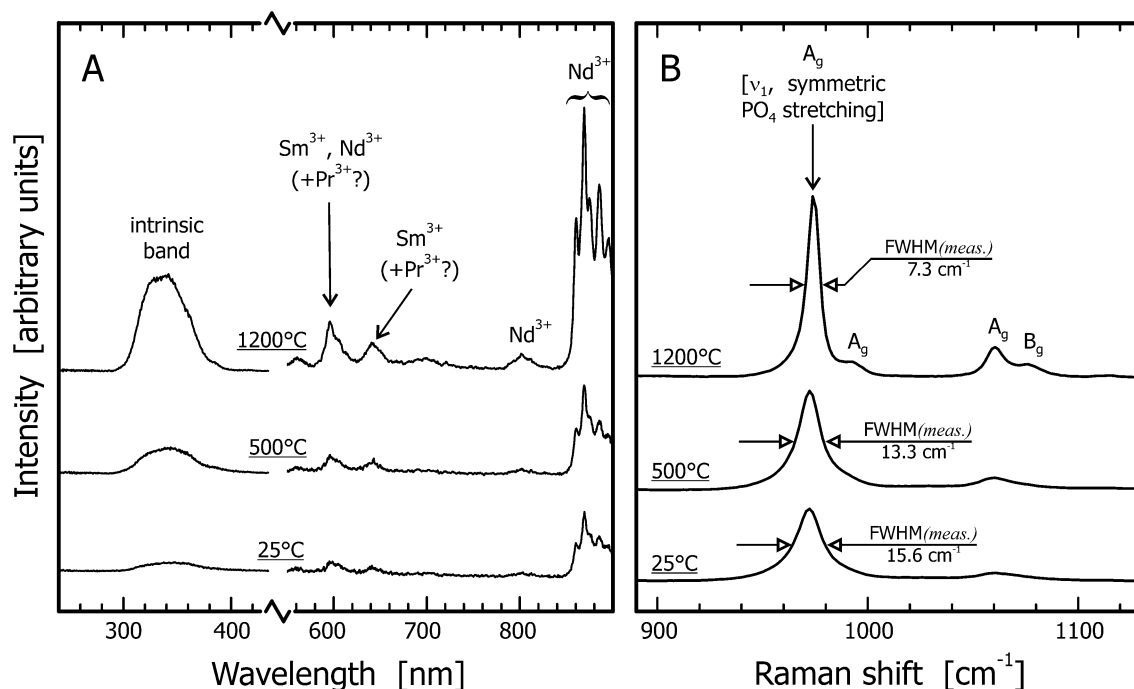 Intensity [arbitrary units]
A
intrinsic
band
Sm³⁺, Nd³⁺
(+Pr³⁺?)
Sm³⁺
(+Pr³⁺?)
Nd³⁺
Nd³⁺
1200°C
500°C
25°C
300 400 600 700 800
Wavelength [nm]
B
A_g
[ν₁, symmetric
PO₄ stretching]
FWHM(meas.)
7.3 cm⁻¹
A_g
A_g
B_g
1200°C
FWHM(meas.)
13.3 cm⁻¹
500°C
FWHM(meas.)
15.6 cm⁻¹
25°C
900 1000 1100
Raman shift [cm⁻¹]